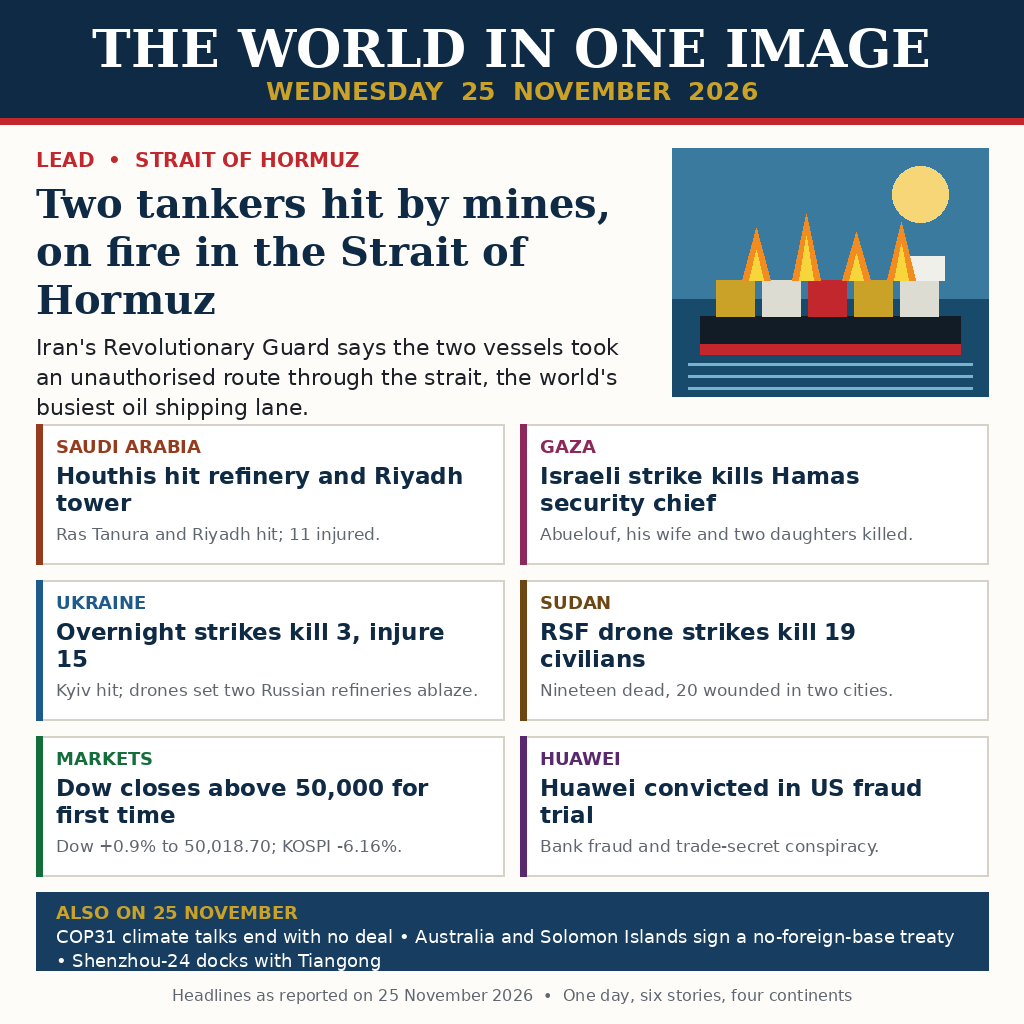 THE WORLD IN ONE IMAGE
WEDNESDAY 25 NOVEMBER 2026
LEAD • STRAIT OF HORMUZ
Two tankers hit by mines,
on fire in the Strait of
Hormuz
Iran's Revolutionary Guard says the two vessels took
an unauthorised route through the strait, the world's
busiest oil shipping lane.
SAUDI ARABIA
Houthis hit refinery and Riyadh
tower
Ras Tanura and Riyadh hit; 11 injured.
GAZA
Israeli strike kills Hamas
security chief
Abuelouf, his wife and two daughters killed.
UKRAINE
Overnight strikes kill 3, injure
15
Kyiv hit; drones set two Russian refineries ablaze.
SUDAN
RSF drone strikes kill 19
civilians
Nineteen dead, 20 wounded in two cities.
MARKETS
Dow closes above 50,000 for
first time
Dow +0.9% to 50,018.70; KOSPI -6.16%.
HUAWEI
Huawei convicted in US fraud
trial
Bank fraud and trade-secret conspiracy.
ALSO ON 25 NOVEMBER
COP31 climate talks end with no deal • Australia and Solomon Islands sign a no-foreign-base treaty
• Shenzhou-24 docks with Tiangong
Headlines as reported on 25 November 2026 • One day, six stories, four continents